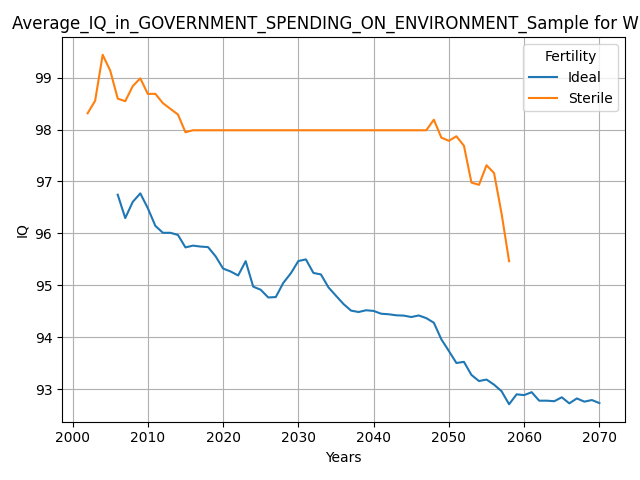 Average_IQ_in_GOVERNMENT_SPENDING_ON_ENVIRONMENT_Sample for W
Fertility
Ideal
Sterile
99
98
97
96
95
94
93
IQ
2000 2010 2020 2030 2040 2050 2060 2070
Years